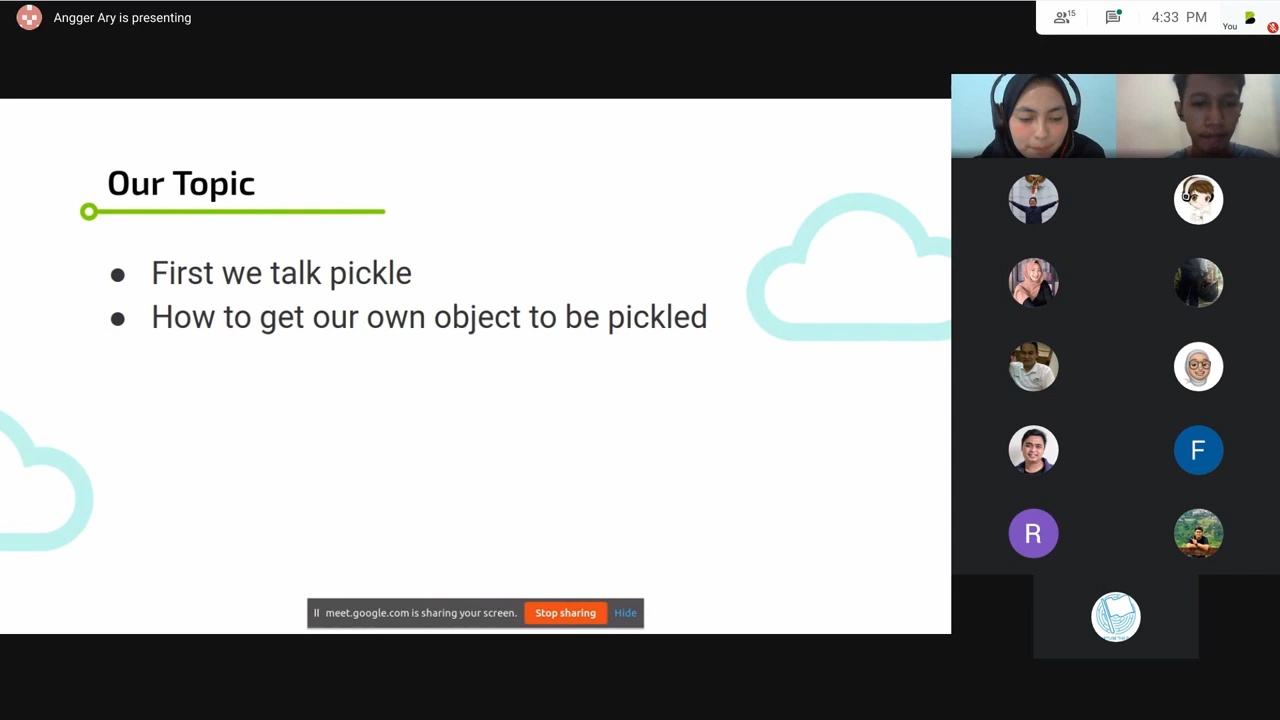 Angger Ary is presenting
15
4:33 PM
You
Our Topic
● First we talk pickle
● How to get our own object to be pickled
F
R
meet.google.com is sharing your screen. Stop sharing Hide